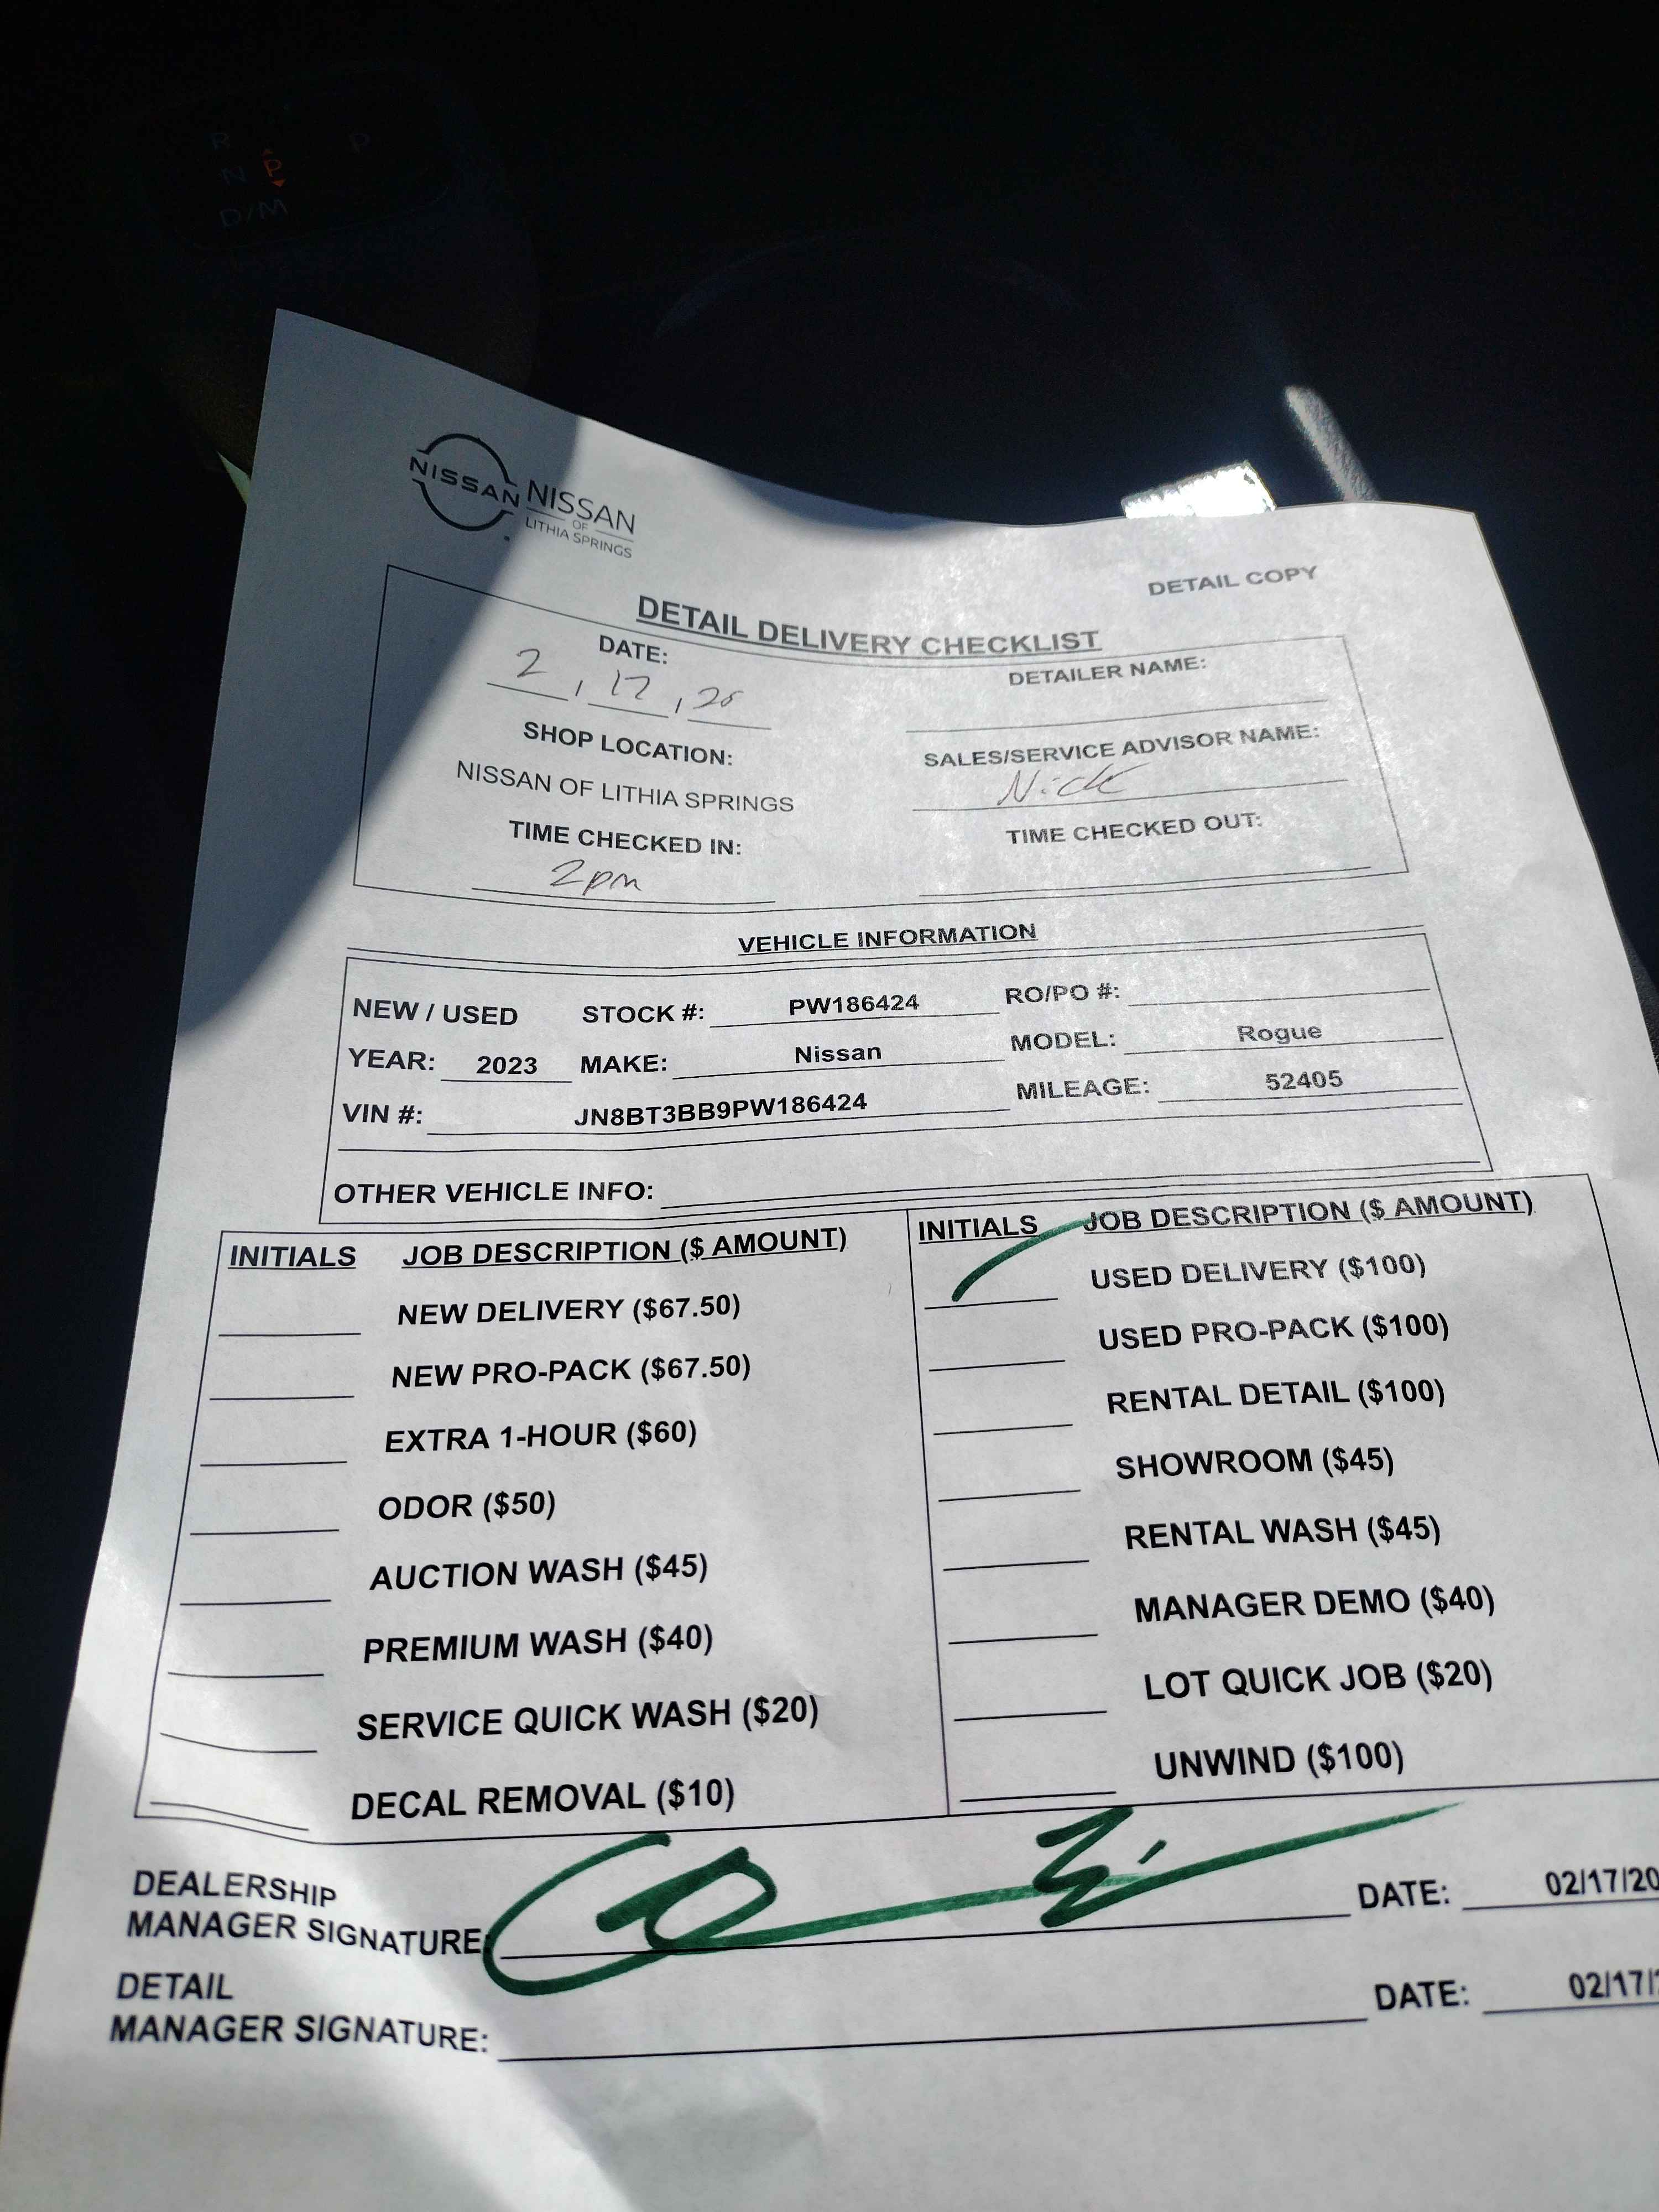 R P
N P
D/M
NISSAN NISSAN
OF
LITHIA SPRINGS
DETAIL COPY
DETAIL DELIVERY CHECKLIST
DATE: DETAILER NAME:
2, 17,
SHOP LOCATION: SALES/SERVICE ADVISOR NAME:
NISSAN OF LITHIA SPRINGS Nick
TIME CHECKED IN: TIME CHECKED OUT:
2pm
VEHICLE INFORMATION
NEW / USED STOCK #: PW186424 RO/PO #:
YEAR: 2023 MAKE: Nissan MODEL: Rogue
VIN #: JN8BT3BB9PW186424 MILEAGE: 52405
OTHER VEHICLE INFO:
INITIALS JOB DESCRIPTION ($ AMOUNT)
NEW DELIVERY ($67.50)
NEW PRO-PACK ($67.50)
EXTRA 1-HOUR ($60)
ODOR ($50)
AUCTION WASH ($45)
PREMIUM WASH ($40)
SERVICE QUICK WASH ($20)
DECAL REMOVAL ($10)
INITIALS JOB DESCRIPTION ($ AMOUNT)
USED DELIVERY ($100)
USED PRO-PACK ($100)
RENTAL DETAIL ($100)
SHOWROOM ($45)
RENTAL WASH ($45)
MANAGER DEMO ($40)
LOT QUICK JOB ($20)
UNWIND ($100)
DEALERSHIP
MANAGER SIGNATURE: DATE: 02/17/20
DETAIL
MANAGER SIGNATURE: DATE: 02/17/